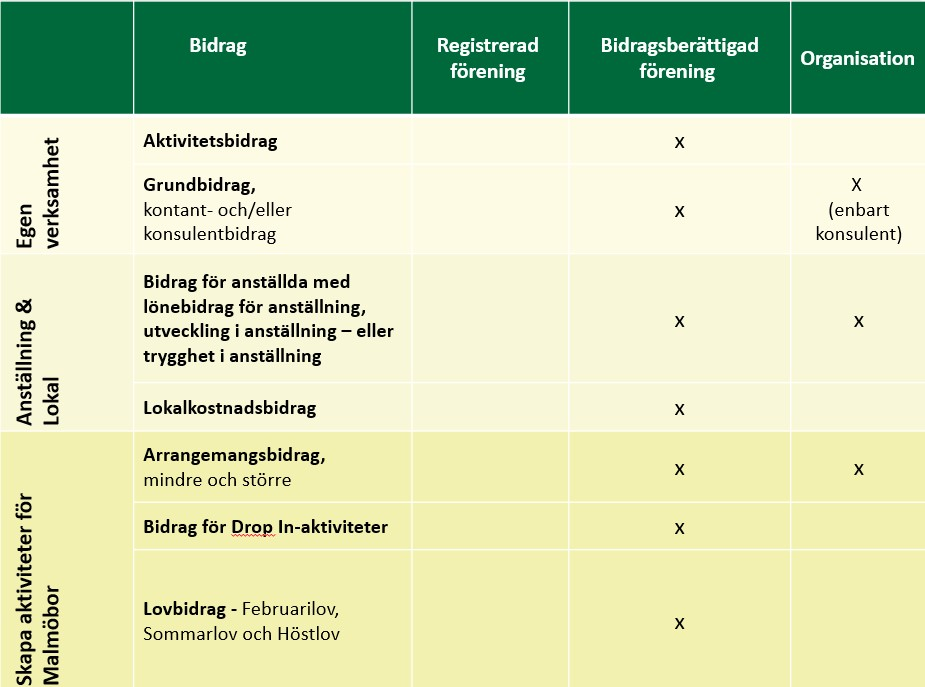 Bidrag
Registrerad
förening
Bidragsberättigad
förening
Organisation
Egen
verksamhet
Aktivitetsbidrag
x
Grundbidrag,
kontant- och/eller
konsulentbidrag
x
X
(enbart
konsulent)
Anställning &
Lokal
Bidrag för anställda med
lönebidrag för anställning,
utveckling i anställning – eller
trygghet i anställning
x
x
Lokalkostnadsbidrag
x
Skapa aktiviteter för
Malmöbor
Arrangemangsbidrag,
mindre och större
x
x
Bidrag för Drop In-aktiviteter
x
Lovbidrag - Februarilov,
Sommarlov och Höstlov
x